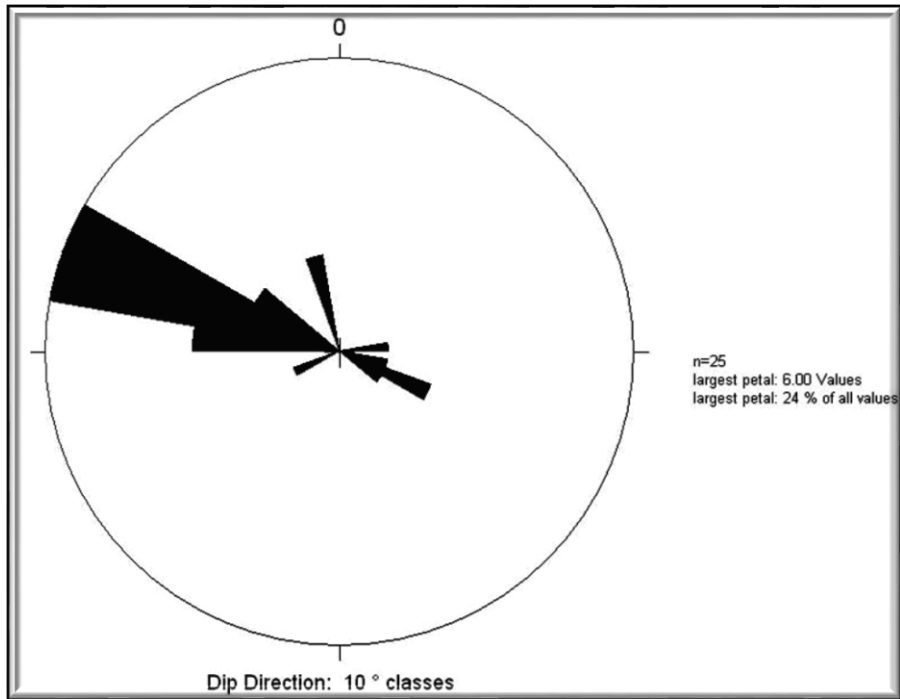 0
n=25
largest petal: 6.00 Values
largest petal: 24 % of all values
Dip Direction: 10 ° classes